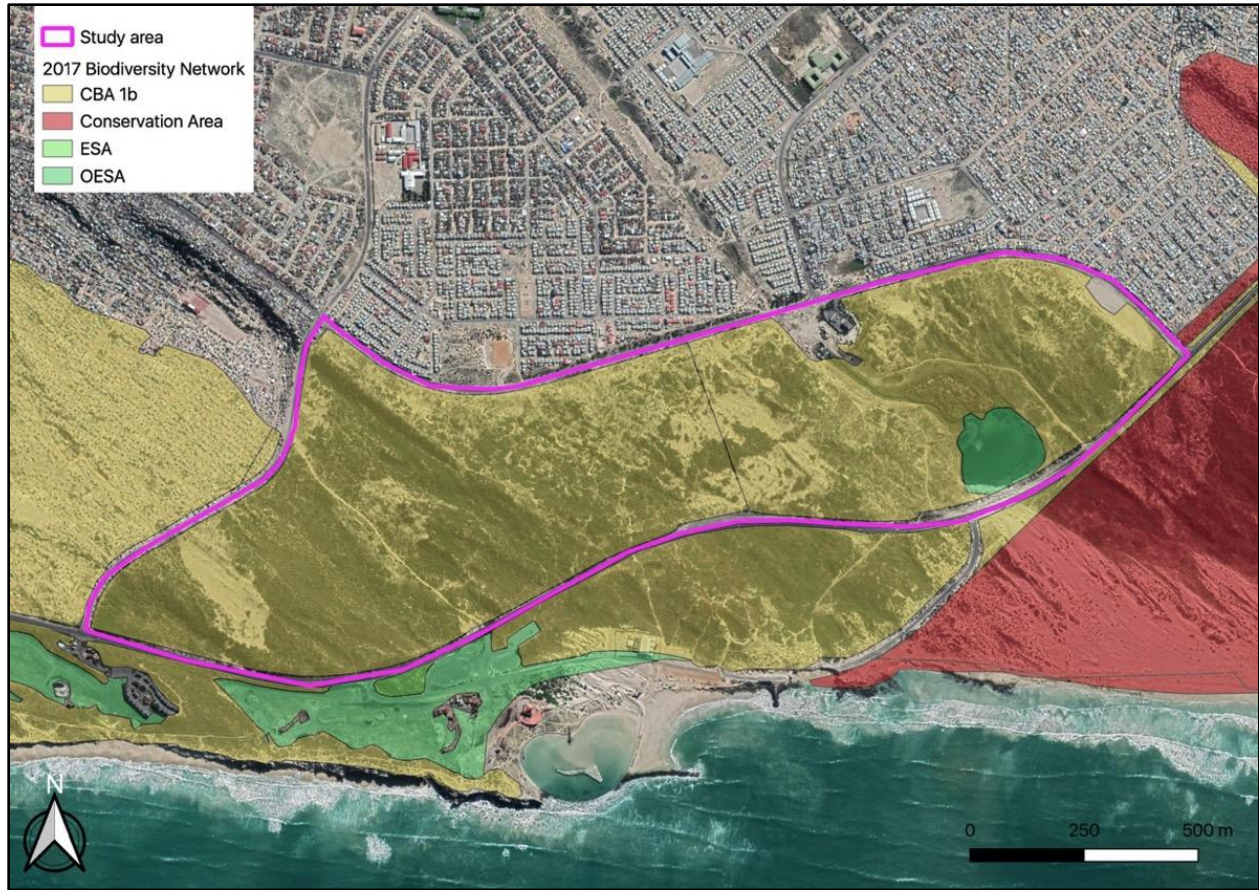 Study area
2017 Biodiversity Network
CBA 1b
Conservation Area
ESA
OESA
N
0 250 500 m